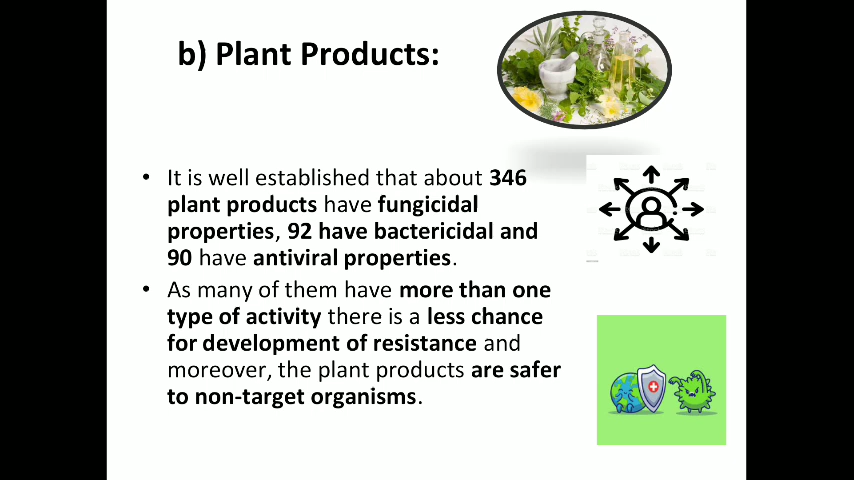 b) Plant Products:
• It is well established that about 346
plant products have fungicidal
properties, 92 have bactericidal and
90 have antiviral properties.
• As many of them have more than one
type of activity there is a less chance
for development of resistance and
moreover, the plant products are safer
to non-target organisms.